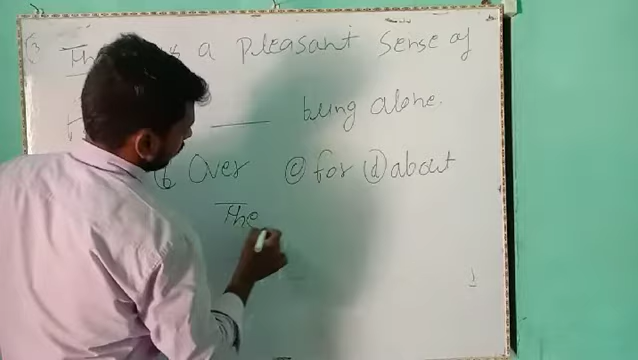 a pleasant sense of
being alone.
(b over (c) for (d) about
The